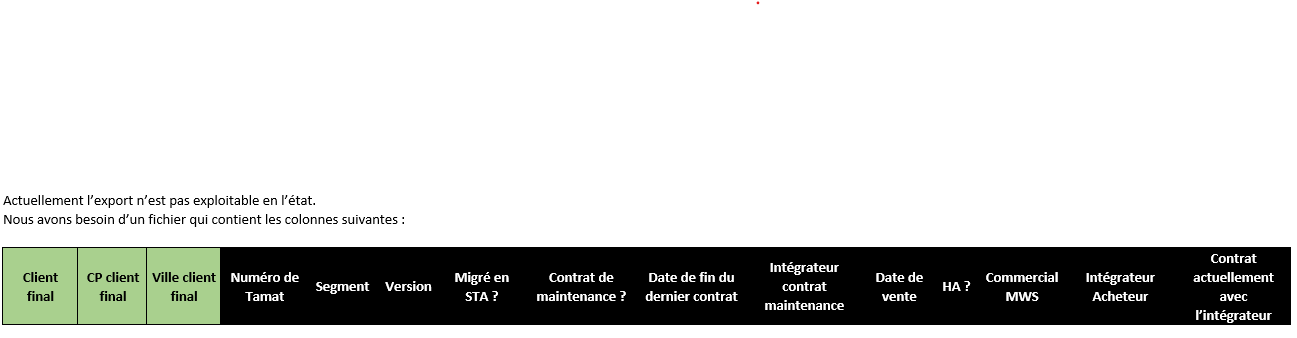 Actuellement l’export n’est pas exploitable en l’état.
Nous avons besoin d’un fichier qui contient les colonnes suivantes :
Client
final
CP client
final
Ville client
final
Numéro de
Tamat
Segment
Version
Migré en
STA ?
Contrat de
maintenance ?
Date de fin du
dernier contrat
Intégrateur
contrat
maintenance
Date de
vente
HA ?
Commercial
MWS
Intégrateur
Acheteur
Contrat
actuellement
avec
l’intégrateur